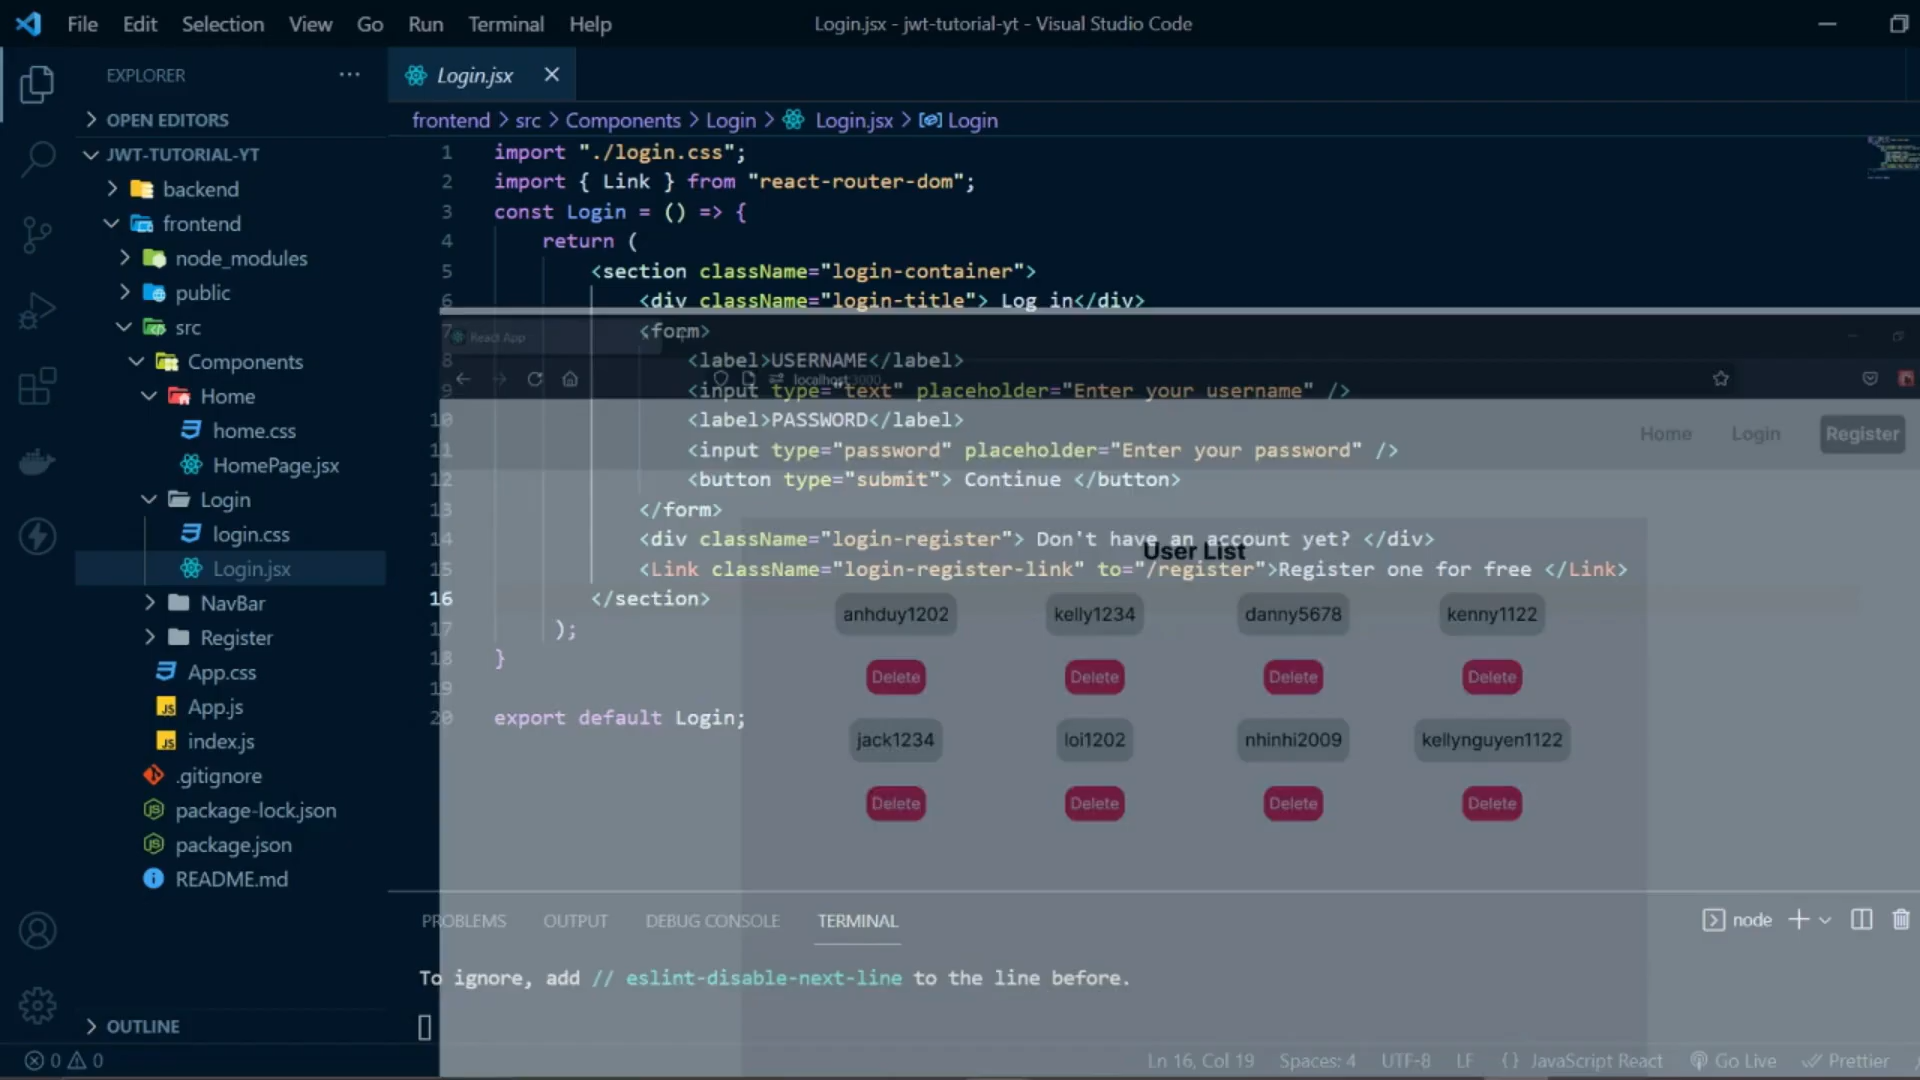 File Edit Selection View Go Run Terminal Help
Login.jsx - jwt-tutorial-yt - Visual Studio Code
EXPLORER
OPEN EDITORS
JWT-TUTORIAL-YT
backend
frontend
node_modules
public
src
Components
Home
home.css
HomePage.jsx
Login
login.css
Login.jsx
NavBar
Register
App.css
App.js
index.js
.gitignore
package-lock.json
package.json
README.md
OUTLINE
Login.jsx
frontend > src > Components > Login > Login.jsx > Login
1 import "./login.css";
2 import { Link } from "react-router-dom";
3 const Login = () => {
4 return (
5 <section className="login-container">
6 <div className="login-title"> Log in</div>
7 <form>
8 <label>USERNAME</label>
9 <input type="text" placeholder="Enter your username" />
10 <label>PASSWORD</label>
11 <input type="password" placeholder="Enter your password" />
12 <button type="submit"> Continue </button>
13 </form>
14 <div className="login-register"> Don't have an account yet? </div>
15 <Link className="login-register-link" to="/register">Register one for free </Link>
16 </section>
17 );
18 }
19
20 export default Login;
React App
localhost:3000
Home Login Register
User List
anhduy1202 kelly1234 danny5678 kenny1122
Delete Delete Delete Delete
jack1234 loi1202 nhinhi2009 kellynguyen1122
Delete Delete Delete Delete
PROBLEMS OUTPUT DEBUG CONSOLE TERMINAL
node
To ignore, add // eslint-disable-next-line to the line before.
0 0
Ln 16, Col 19 Spaces: 4 UTF-8 LF {} JavaScript React Go Live Prettier